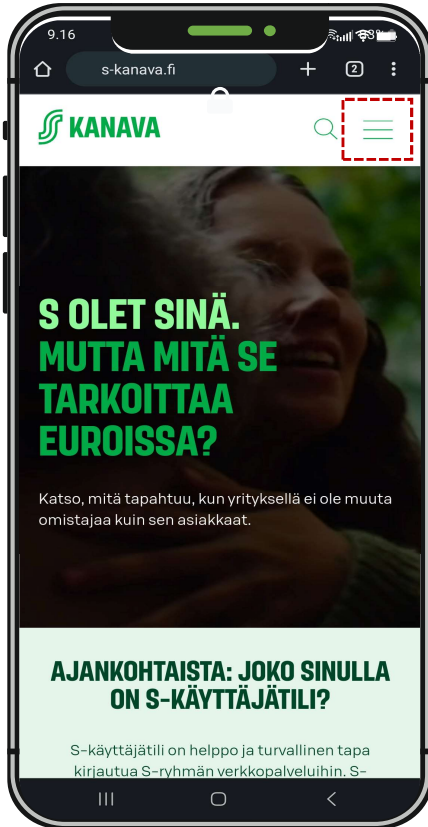 9.16
s-kanava.fi
2
KANAVA
S OLET SINÄ.
MUTTA MITÄ SE
TARKOITTAA
EUROISSA?
Katso, mitä tapahtuu, kun yrityksellä ei ole muuta
omistajaa kuin sen asiakkaat.
AJANKOHTAISTA: JOKO SINULLA
ON S-KÄYTTÄJÄTILI?
S-käyttäjätili on helppo ja turvallinen tapa
kirjautua S-ryhmän verkkopalveluihin. S-